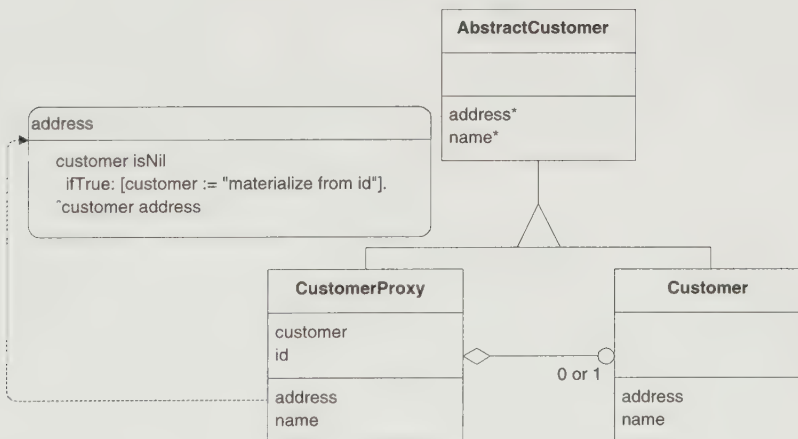 AbstractCustomer
address*
name*
address
customer isNil
ifTrue: [customer := "materialize from id"].
^customer address
CustomerProxy
customer
id
address
name
0 or 1
Customer
address
name